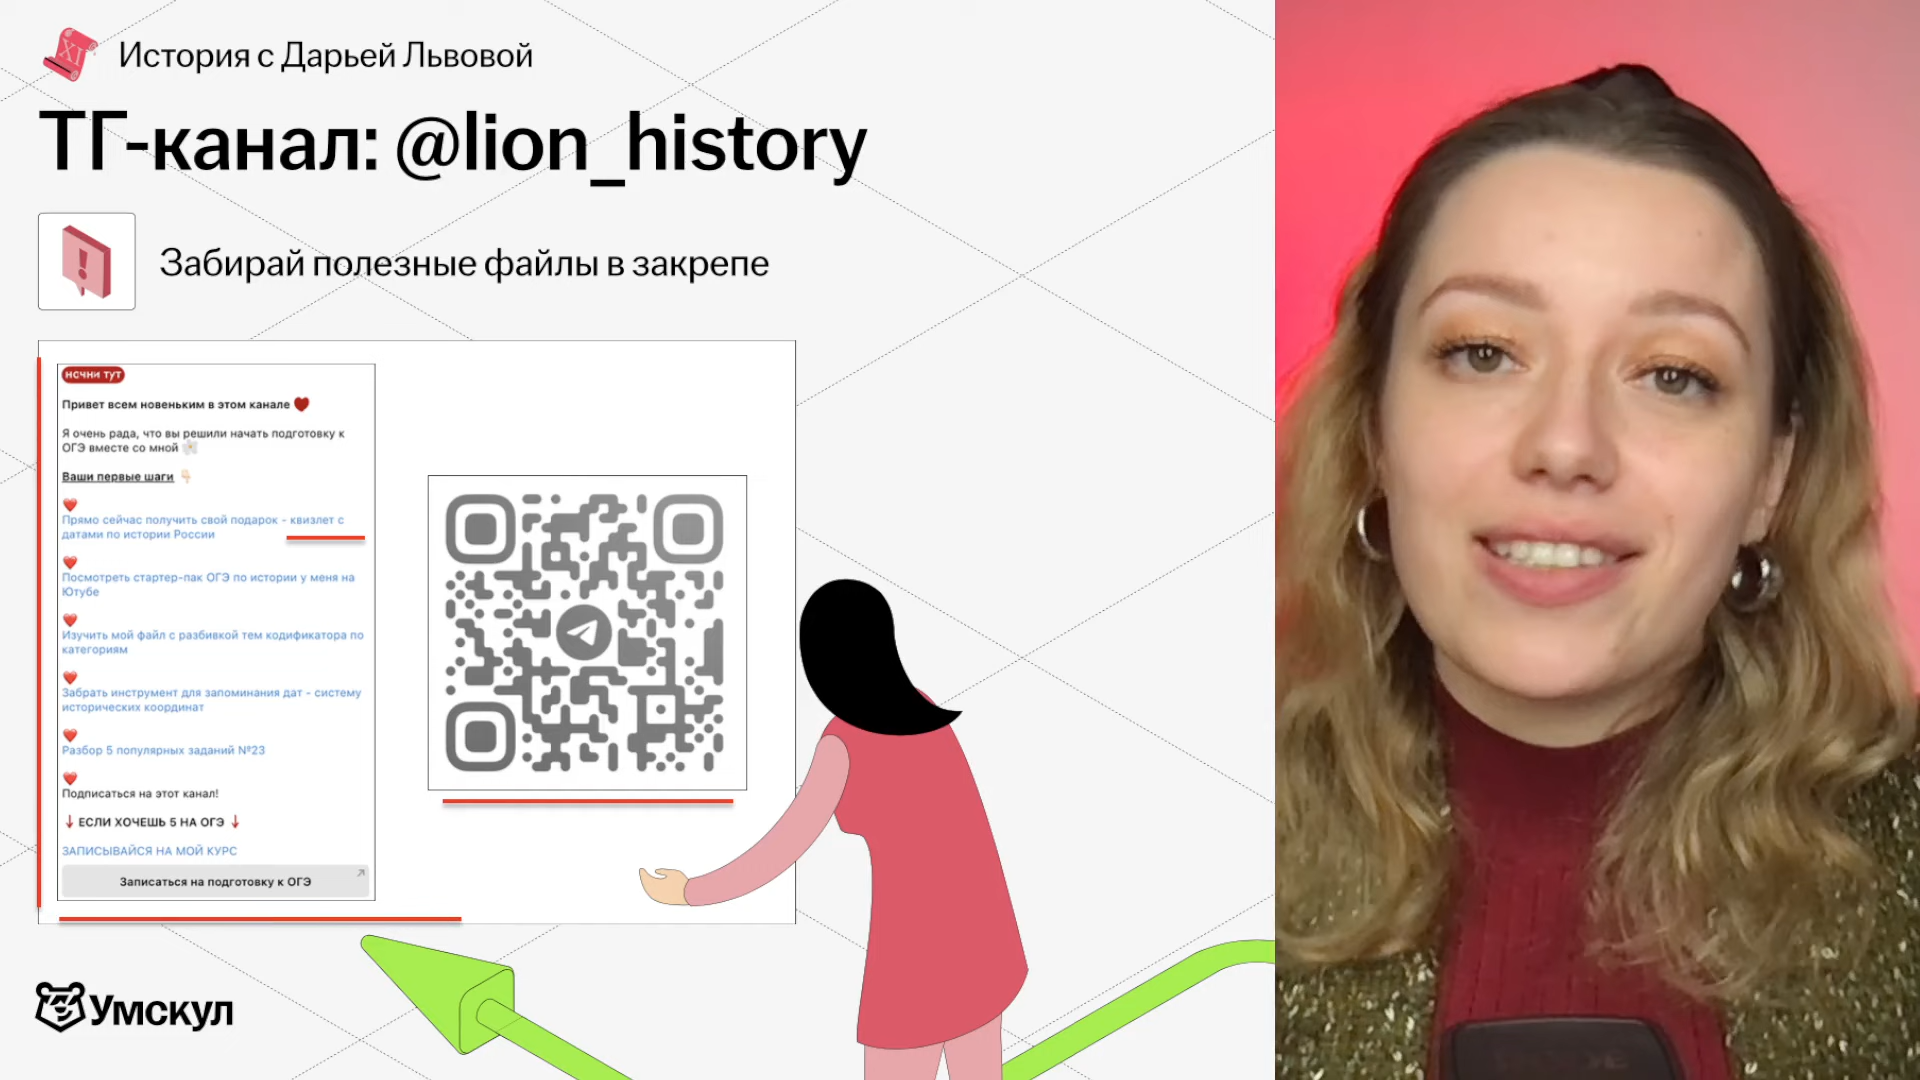 История с Дарьей Львовой
ТГ-канал: @lion_history
Забирай полезные файлы в закрепе
начни тут
Привет всем новеньким в этом канале
Я очень рада, что вы решили начать подготовку к
ОГЭ вместе со мной
Ваши первые шаги
Прямо сейчас получить свой подарок - квизлет с
датами по истории России
Посмотреть стартер-пак ОГЭ по истории у меня на
Ютубе
Изучить мой файл с разбивкой тем кодификатора по
категориям
Забрать инструмент для запоминания дат - систему
исторических координат
Разбор 5 популярных заданий №23
Подписаться на этот канал!
ЕСЛИ ХОЧЕШЬ 5 НА ОГЭ
ЗАПИСЫВАЙСЯ НА МОЙ КУРС
Записаться на подготовку к ОГЭ
Умскул
XI